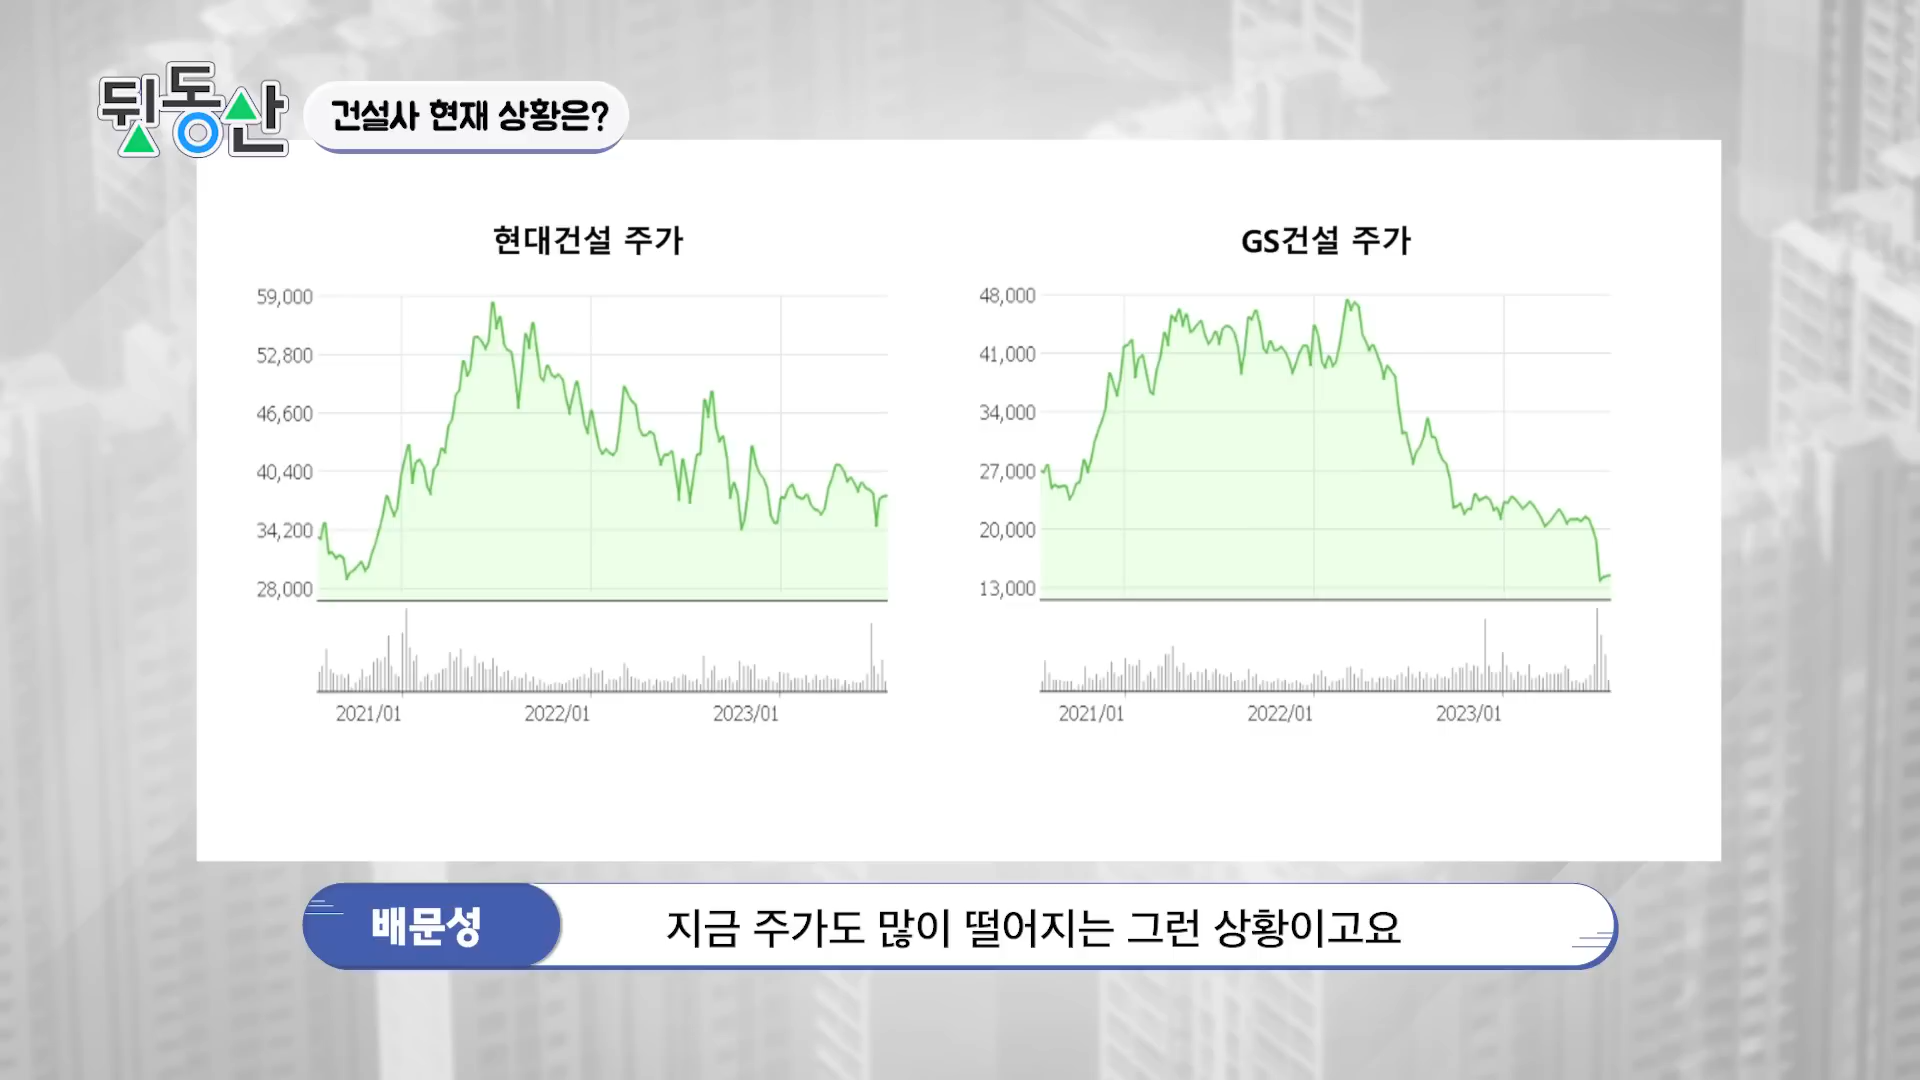 뒷동산
건설사 현재 상황은?
현대건설 주가
59,000
52,800
46,600
40,400
34,200
28,000
2021/01 2022/01 2023/01
GS건설 주가
48,000
41,000
34,000
27,000
20,000
13,000
2021/01 2022/01 2023/01
배문성
지금 주가도 많이 떨어지는 그런 상황이고요